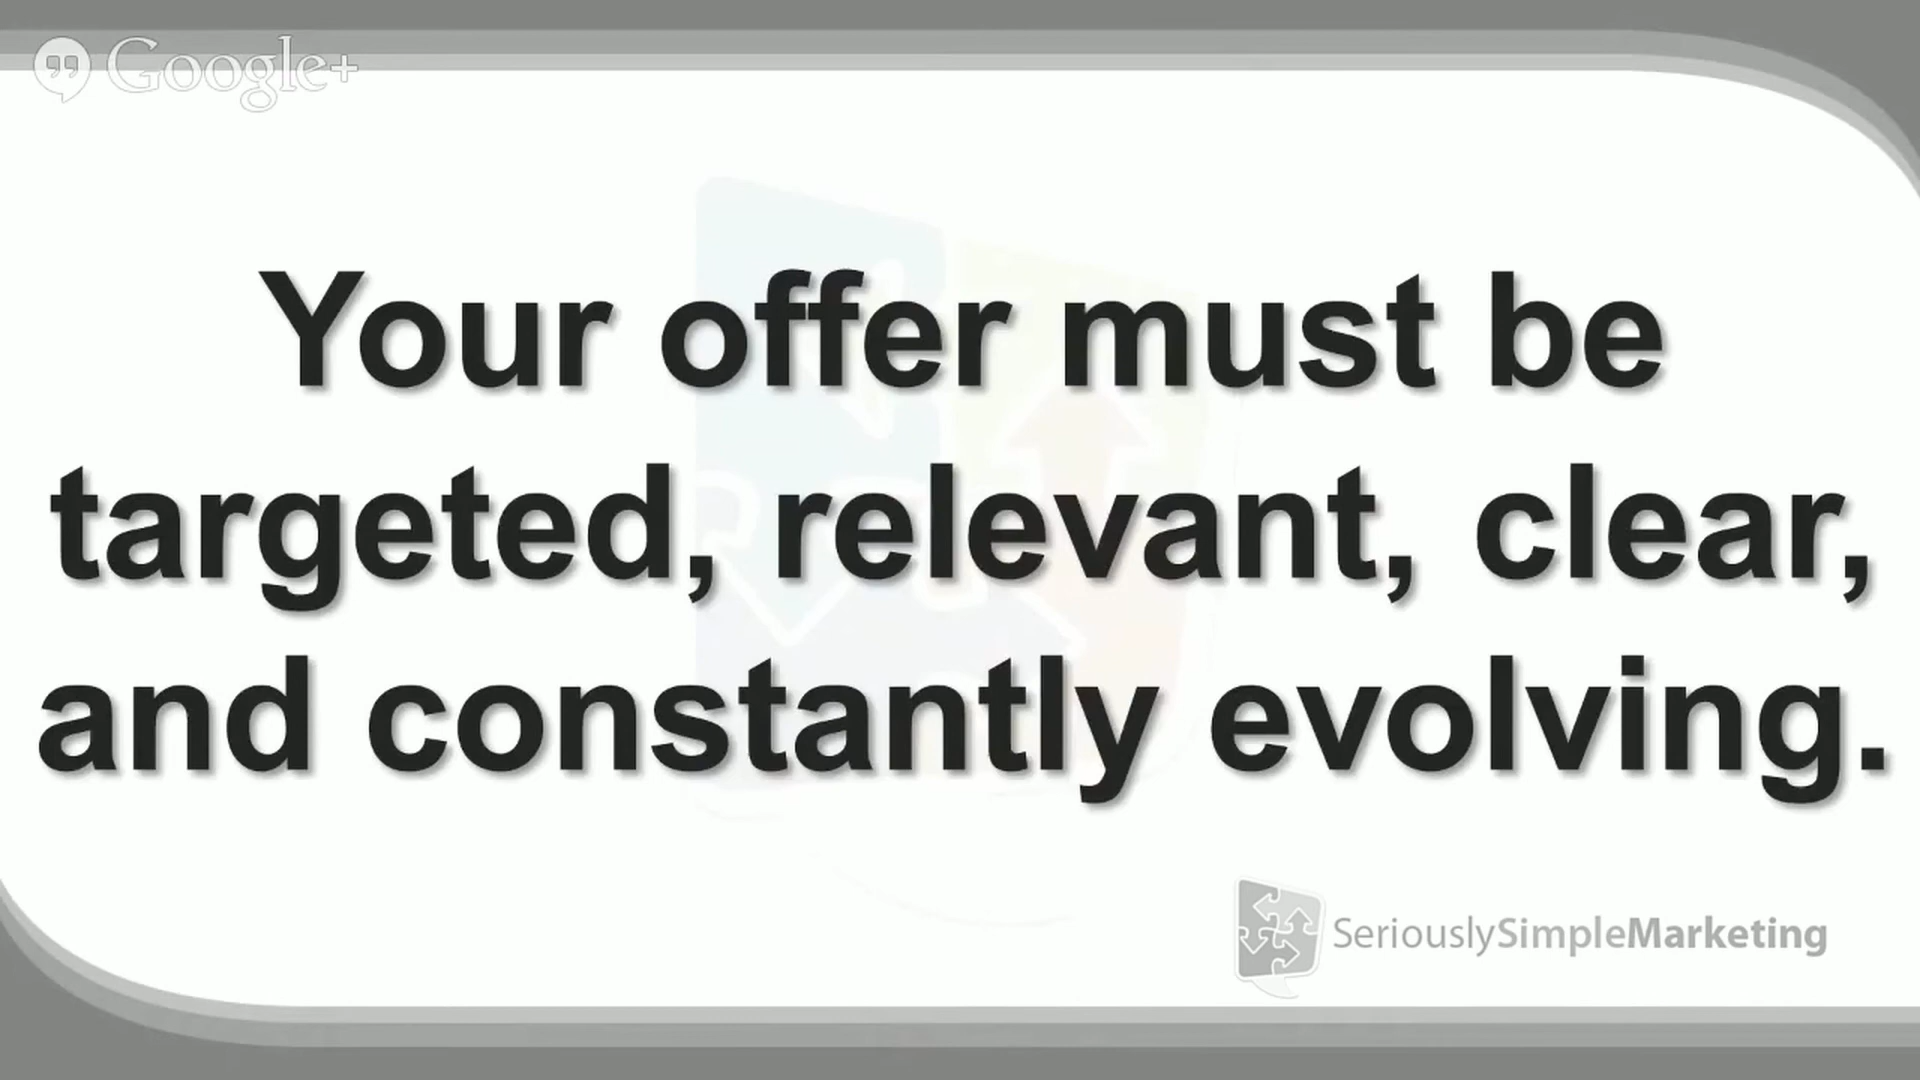 Google+
Your offer must be
targeted, relevant, clear,
and constantly evolving.
SeriouslySimpleMarketing